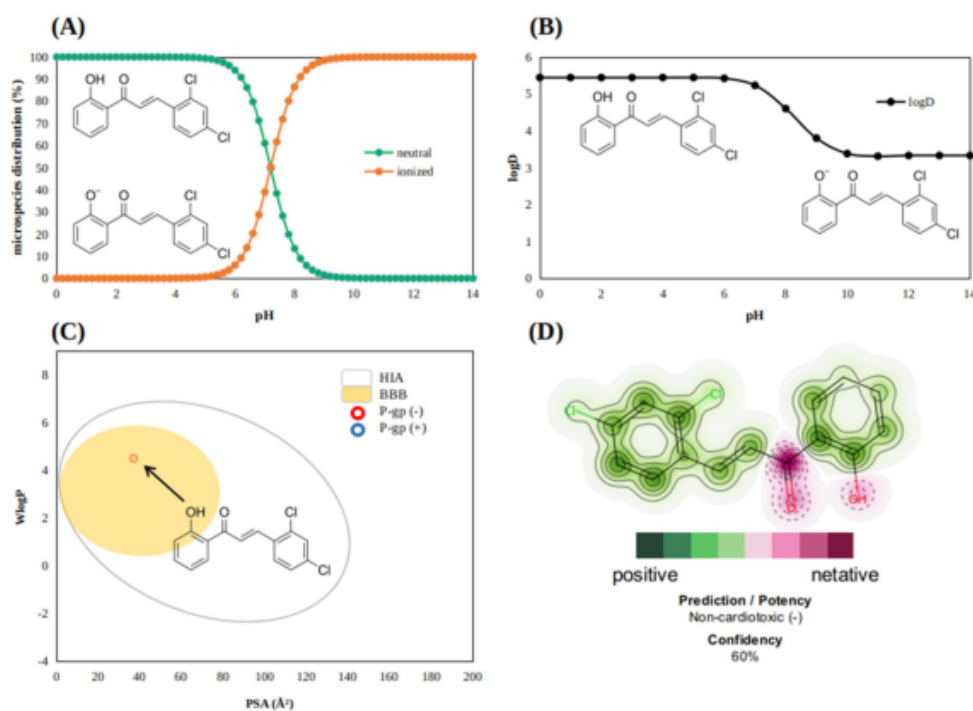 (A)
microspecies distribution (%)
100
90
80
70
60
50
40
30
20
10
0
OH
O
Cl
Cl
O⁻
O
Cl
Cl
neutral
ionized
0 2 4 6 8 10 12 14
pH
(B)
logD
6
5
4
3
2
1
0
logD
OH
O
Cl
Cl
O⁻
O
Cl
Cl
0 2 4 6 8 10 12 14
pH
(C)
WlogP
8
6
4
2
0
-2
-4
HIA
BBB
P-gp (-)
P-gp (+)
OH
O
Cl
Cl
0 20 40 60 80 100 120 140 160 180 200
PSA (Å²)
(D)
Cl
Cl
O
OH
positive netative
Prediction / Potency
Non-cardiotoxic (-)
Confidency
60%